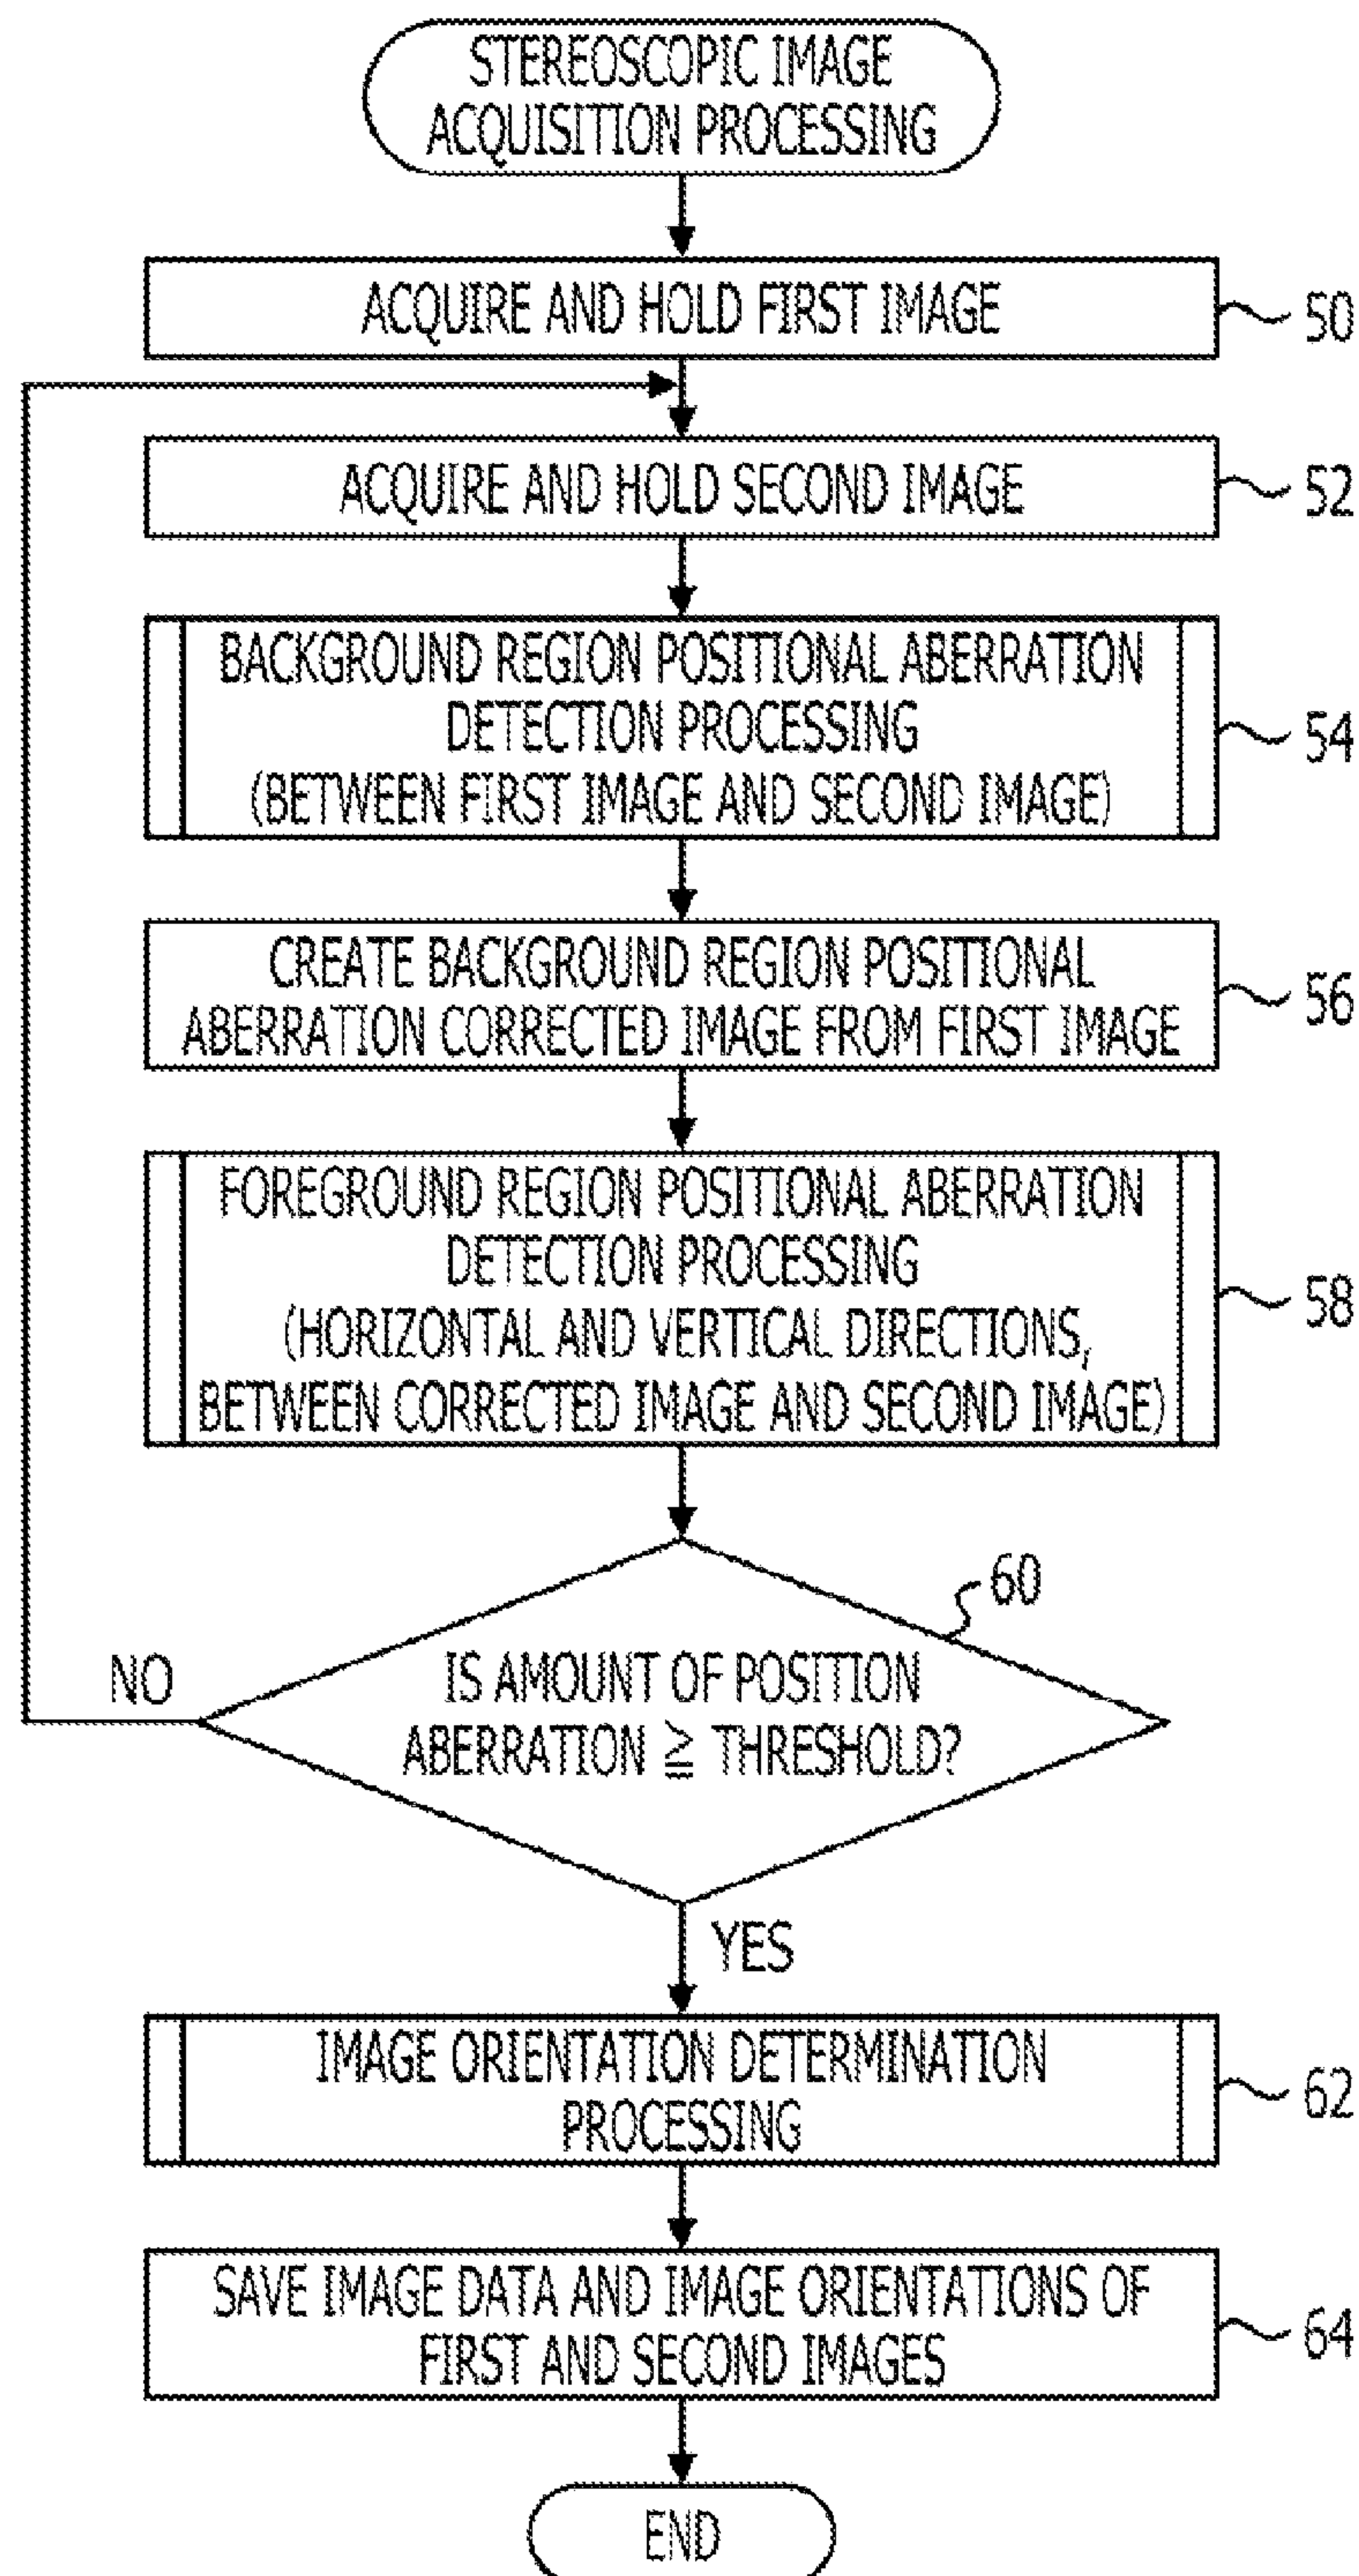 STEREOSCOPIC IMAGE
ACQUISITION PROCESSING
ACQUIRE AND HOLD FIRST IMAGE
50
ACQUIRE AND HOLD SECOND IMAGE
52
BACKGROUND REGION POSITIONAL ABERRATION
DETECTION PROCESSING
(BETWEEN FIRST IMAGE AND SECOND IMAGE)
54
CREATE BACKGROUND REGION POSITIONAL
ABERRATION CORRECTED IMAGE FROM FIRST IMAGE
56
FOREGROUND REGION POSITIONAL ABERRATION
DETECTION PROCESSING
(HORIZONTAL AND VERTICAL DIRECTIONS,
BETWEEN CORRECTED IMAGE AND SECOND IMAGE)
58
60
NO
IS AMOUNT OF POSITION
ABERRATION ≧ THRESHOLD?
YES
IMAGE ORIENTATION DETERMINATION
PROCESSING
62
SAVE IMAGE DATA AND IMAGE ORIENTATIONS OF
FIRST AND SECOND IMAGES
64
END